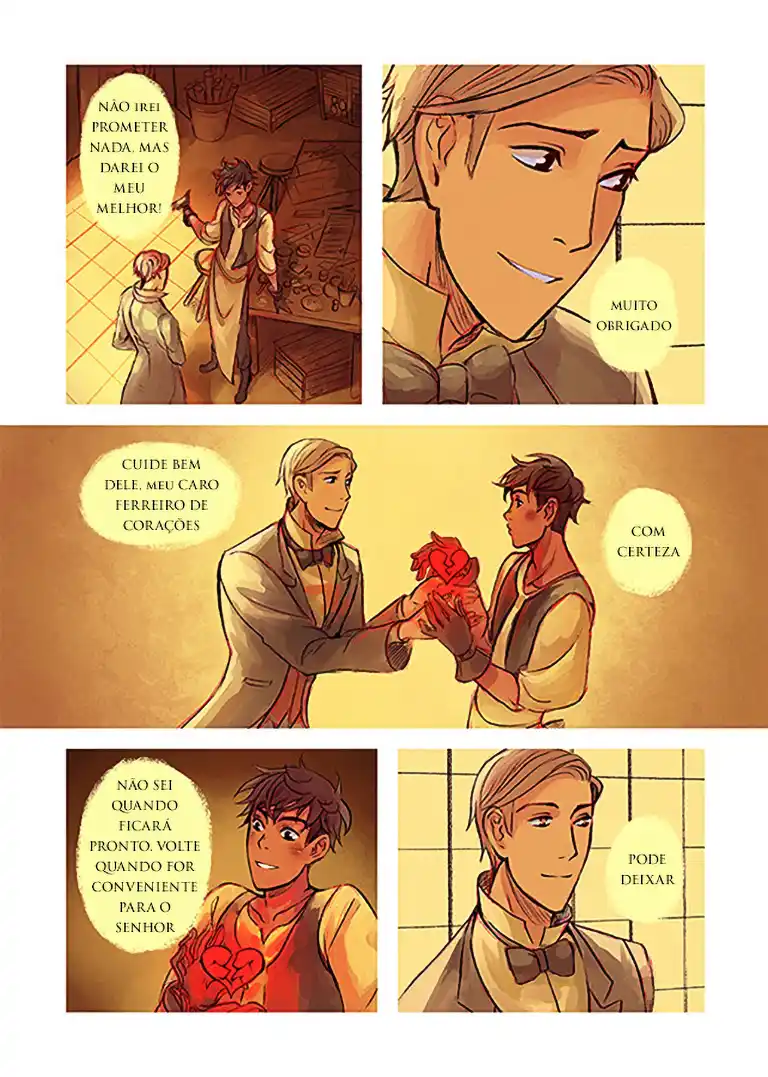 NÃO IREI
PROMETER
NADA, MAS
DAREI O
MEU
MELHOR!
MUITO
OBRIGADO
CUIDE BEM
DELE, MEU CARO
FERREIRO DE
CORAÇÕES
COM
CERTEZA
NÃO SEI
QUANDO
FICARÁ
PRONTO, VOLTE
QUANDO FOR
CONVENIENTE
PARA O
SENHOR
PODE
DEIXAR